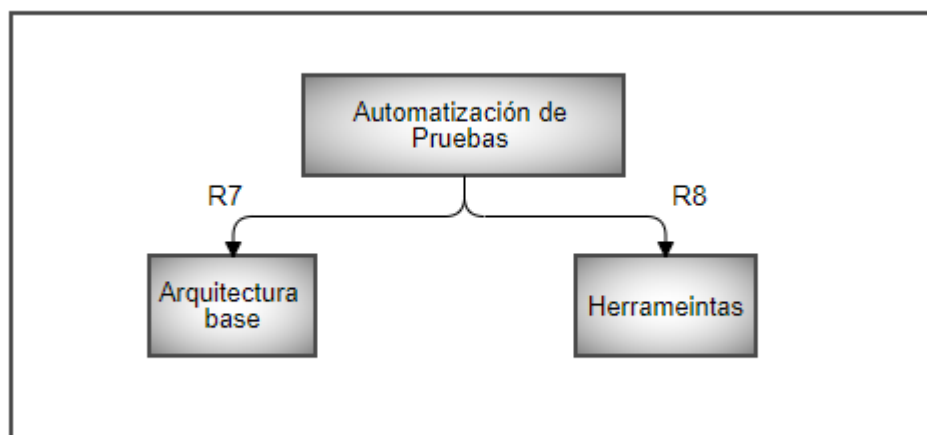 Automatización de
Pruebas
R7
R8
Arquitectura
base
Herrameintas